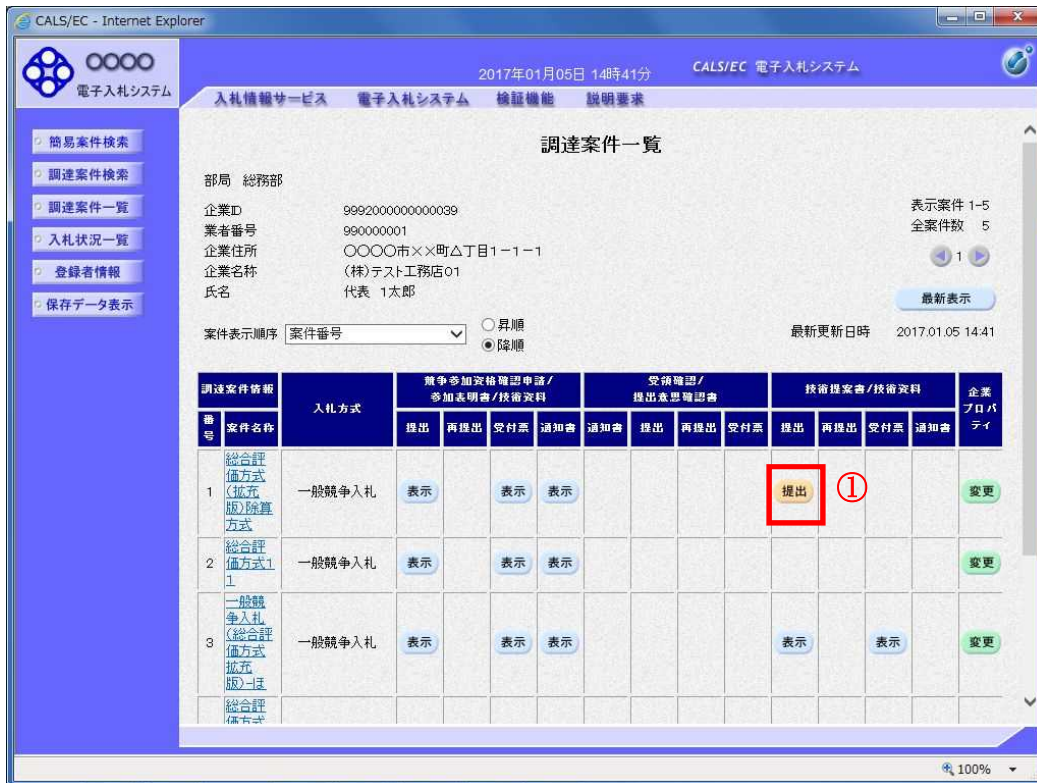 CALS/EC - Internet Explorer
○○○○
電子入札システム
2017年01月05日 14時41分
CALS/EC 電子入札システム
入札情報サービス 電子入札システム 検証機能 説明要求
簡易案件検索
調達案件検索
調達案件一覧
入札状況一覧
登録者情報
保存データ表示
調達案件一覧
部局 総務部
企業ID 9992000000000039
業者番号 990000001
企業住所 ○○○○市××町△丁目1-1-1
企業名称 (株)テスト工務店01
氏名 代表 1太郎
表示案件 1-5
全案件数 5
1
最新表示
案件表示順序 案件番号
昇順
降順
最新更新日時 2017.01.05 14:41
調達案件情報 入札方式 競争参加資格確認申請/参加表明書/技術資料 受領確認/提出意思確認書 技術提案書/技術資料 企業プロパティ
番号 案件名称 提出 再提出 受付票 通知書 通知書 提出 再提出 受付票 提出 再提出 受付票 通知書
1 総合評価方式(拡充版)除算方式 一般競争入札 表示 表示 表示 提出 ① 変更
2 総合評価方式11 一般競争入札 表示 表示 表示 変更
3 一般競争入札(総合評価方式拡充版)-ほ 一般競争入札 表示 表示 表示 表示 表示 変更
総合評
価方式
100%